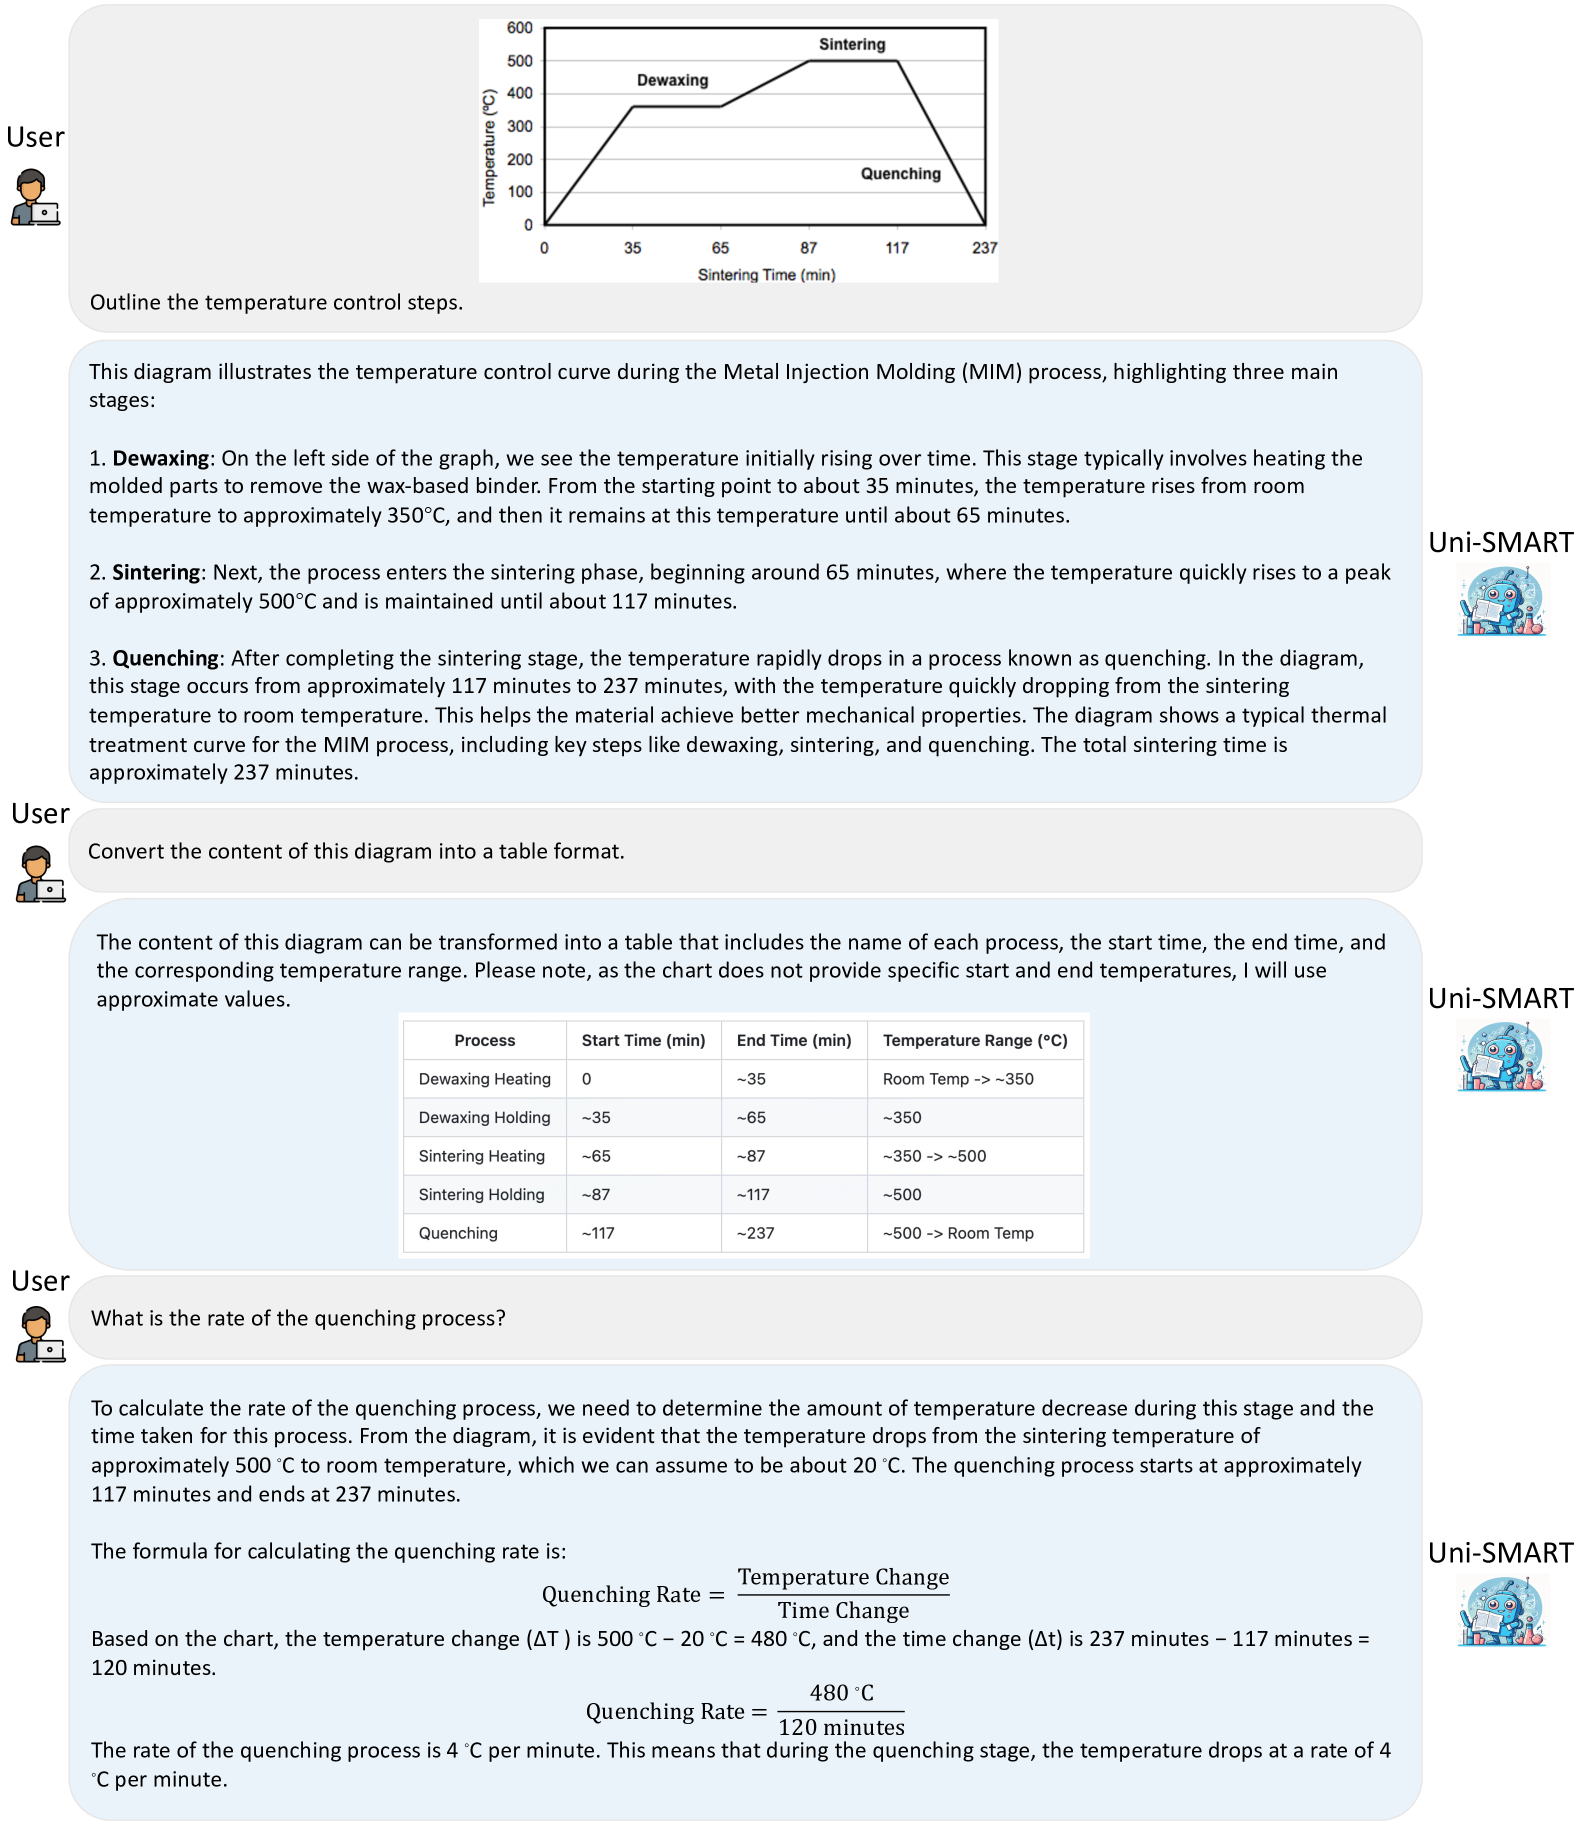 600
500
400
300
200
100
0
Temperature (ºC)
Dewaxing
Sintering
Quenching
0 35 65 87 117 237
Sintering Time (min)
User
Outline the temperature control steps.
This diagram illustrates the temperature control curve during the Metal Injection Molding (MIM) process, highlighting three main
stages:
1. Dewaxing: On the left side of the graph, we see the temperature initially rising over time. This stage typically involves heating the
molded parts to remove the wax-based binder. From the starting point to about 35 minutes, the temperature rises from room
temperature to approximately 350°C, and then it remains at this temperature until about 65 minutes.
2. Sintering: Next, the process enters the sintering phase, beginning around 65 minutes, where the temperature quickly rises to a peak
of approximately 500°C and is maintained until about 117 minutes.
3. Quenching: After completing the sintering stage, the temperature rapidly drops in a process known as quenching. In the diagram,
this stage occurs from approximately 117 minutes to 237 minutes, with the temperature quickly dropping from the sintering
temperature to room temperature. This helps the material achieve better mechanical properties. The diagram shows a typical thermal
treatment curve for the MIM process, including key steps like dewaxing, sintering, and quenching. The total sintering time is
approximately 237 minutes.
Uni-SMART
User
Convert the content of this diagram into a table format.
The content of this diagram can be transformed into a table that includes the name of each process, the start time, the end time, and
the corresponding temperature range. Please note, as the chart does not provide specific start and end temperatures, I will use
approximate values.
Process Start Time (min) End Time (min) Temperature Range (°C)
Dewaxing Heating 0 ~35 Room Temp -> ~350
Dewaxing Holding ~35 ~65 ~350
Sintering Heating ~65 ~87 ~350 -> ~500
Sintering Holding ~87 ~117 ~500
Quenching ~117 ~237 ~500 -> Room Temp
Uni-SMART
User
What is the rate of the quenching process?
To calculate the rate of the quenching process, we need to determine the amount of temperature decrease during this stage and the
time taken for this process. From the diagram, it is evident that the temperature drops from the sintering temperature of
approximately 500 °C to room temperature, which we can assume to be about 20 °C. The quenching process starts at approximately
117 minutes and ends at 237 minutes.
The formula for calculating the quenching rate is:
Quenching Rate = Temperature Change
Time Change
Based on the chart, the temperature change (ΔT ) is 500 °C − 20 °C = 480 °C, and the time change (Δt) is 237 minutes − 117 minutes =
120 minutes.
Quenching Rate = 480 °C
120 minutes
The rate of the quenching process is 4 °C per minute. This means that during the quenching stage, the temperature drops at a rate of 4
°C per minute.
Uni-SMART